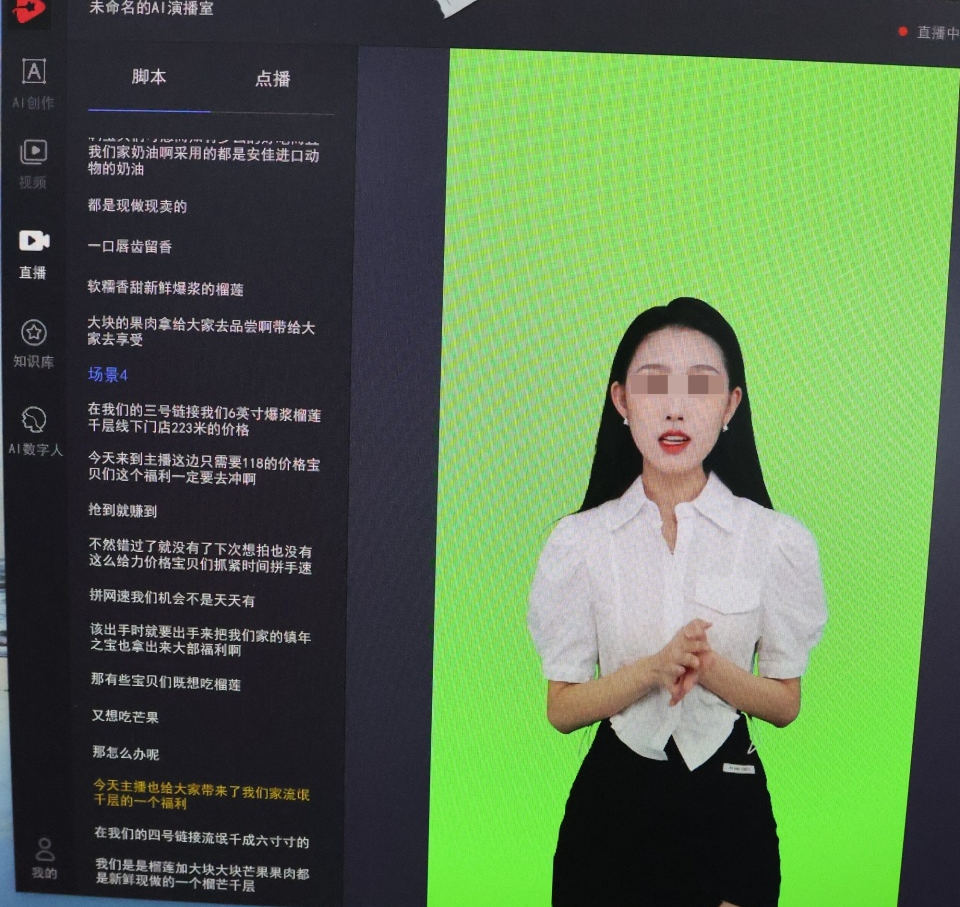 未命名的AI演播室
直播中
AI创作
视频
直播
知识库
AI数字人
我的
脚本
点播
我们家奶油啊采用的都是安佳进口动
物的奶油
都是现做现卖的
一口唇齿留香
软糯香甜新鲜爆浆的榴莲
大块的果肉拿给大家去品尝啊带给大
家去享受
场景4
在我们的三号链接我们6英寸爆浆榴莲
千层线下门店223米的价格
今天来到主播这边只需要118的价格宝
贝们这个福利一定要去冲啊
抢到就赚到
不然错过了就没有了下次想拍也没有
这么给力价格宝贝们抓紧时间拼手速
拼网速我们机会不是天天有
该出手时就要出手来把我们家的镇年
之宝也拿出来大部福利啊
那有些宝贝们既想吃榴莲
又想吃芒果
那怎么办呢
今天主播也给大家带来了我们家流氓
千层的一个福利
在我们的四号链接流氓千成六寸寸的
我们是是榴莲加大块大块芒果果肉都
是新鲜现做的一个榴芒千层